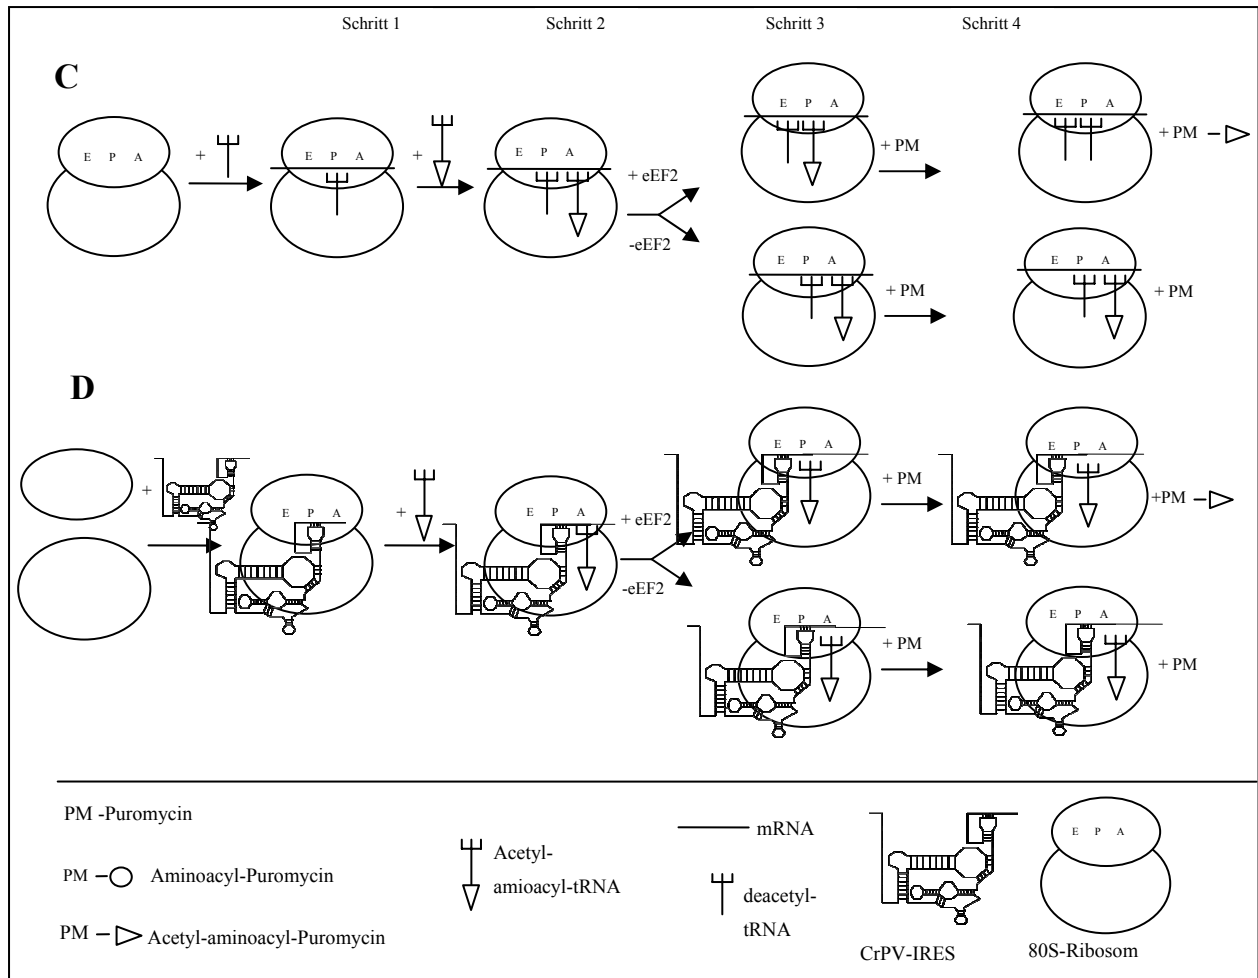 Schritt 1 Schritt 2 Schritt 3 Schritt 4
C
E P A
+
E P A
+
E P A
+ eEF2
-eEF2
E P A
+ PM
E P A
+ PM
E P A
+ PM
E P A
+ PM
D
+
E P A
+
E P A
+ eEF2
-eEF2
E P A
+ PM
E P A
+PM
E P A
+ PM
E P A
+ PM
PM -Puromycin
PM Aminoacyl-Puromycin
PM Acetyl-aminoacyl-Puromycin
Acetyl-
amioacyl-tRNA
mRNA
deacetyl-
tRNA
CrPV-IRES
E P A
80S-Ribosom